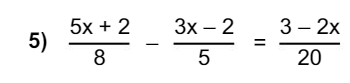 5) (5x + 2)/8 – (3x – 2)/5 = (3 – 2x)/20